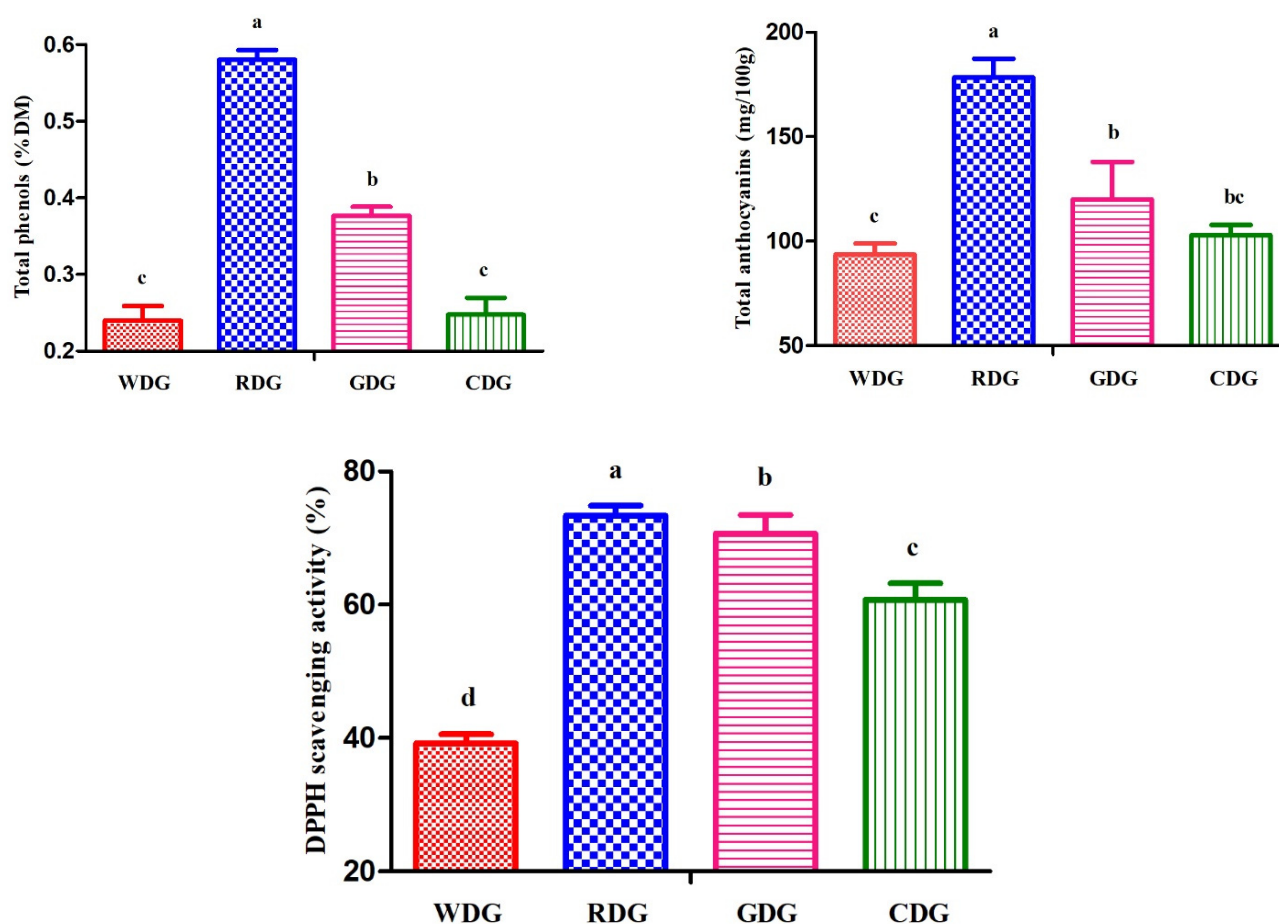 Total phenols (%DM)
0.6
0.5
0.4
0.3
0.2
c
a
b
c
WDG RDG GDG CDG
Total anthocyanins (mg/100g)
200
150
100
50
c
a
b
bc
WDG RDG GDG CDG
DPPH scavenging activity (%)
80
60
40
20
d
a
b
c
WDG RDG GDG CDG